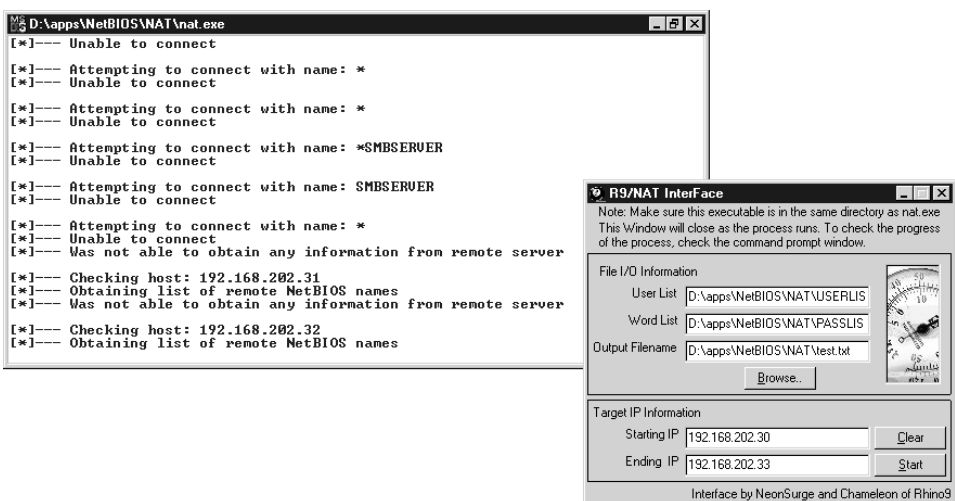 D:\apps\NetBIOS\NAT\nat.exe
[*]--- Unable to connect
[*]--- Attempting to connect with name: *
[*]--- Unable to connect
[*]--- Attempting to connect with name: *
[*]--- Unable to connect
[*]--- Attempting to connect with name: *SMBSERVER
[*]--- Unable to connect
[*]--- Attempting to connect with name: SMBSERVER
[*]--- Unable to connect
[*]--- Attempting to connect with name: *
[*]--- Unable to connect
[*]--- Was not able to obtain any information from remote server
[*]--- Checking host: 192.168.202.31
[*]--- Obtaining list of remote NetBIOS names
[*]--- Was not able to obtain any information from remote server
[*]--- Checking host: 192.168.202.32
[*]--- Obtaining list of remote NetBIOS names
R9/NAT InterFace
Note: Make sure this executable is in the same directory as nat.exe
This Window will close as the process runs. To check the progress
of the process, check the command prompt window.
File I/O Information
User List D:\apps\NetBIOS\NAT\USERLIS
Word List D:\apps\NetBIOS\NAT\PASSLIS
Output Filename D:\apps\NetBIOS\NAT\test.txt
Browse..
Target IP Information
Starting IP 192.168.202.30 Clear
Ending IP 192.168.202.33 Start
Interface by NeonSurge and Chameleon of Rhino9